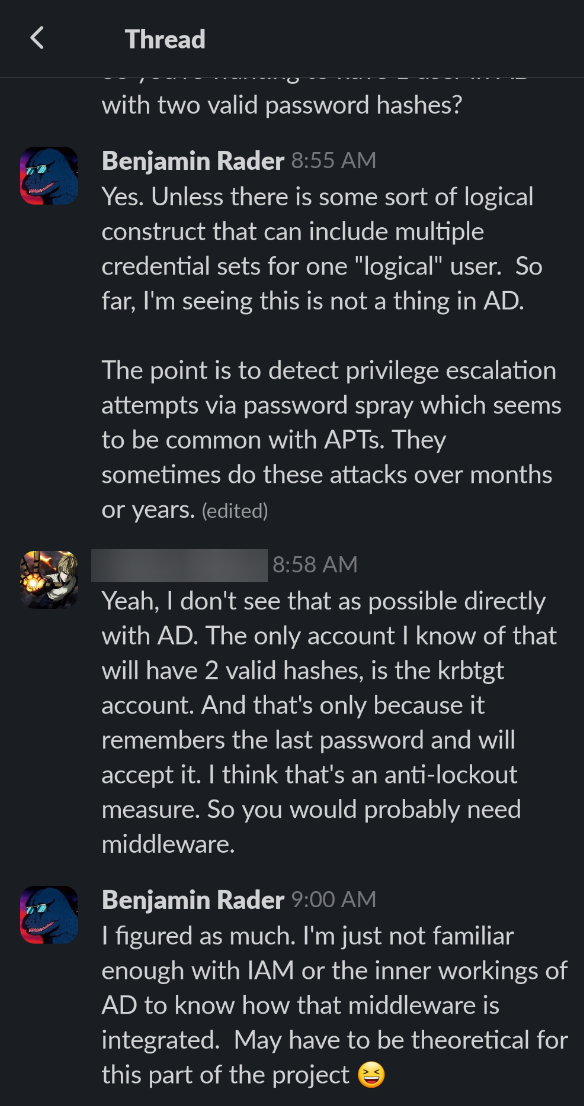 Thread
with two valid password hashes?
Benjamin Rader 8:55 AM
Yes. Unless there is some sort of logical
construct that can include multiple
credential sets for one "logical" user.  So
far, I'm seeing this is not a thing in AD.
The point is to detect privilege escalation
attempts via password spray which seems
to be common with APTs. They
sometimes do these attacks over months
or years. (edited)
8:58 AM
Yeah, I don't see that as possible directly
with AD. The only account I know of that
will have 2 valid hashes, is the krbtgt
account. And that's only because it
remembers the last password and will
accept it. I think that's an anti-lockout
measure. So you would probably need
middleware.
Benjamin Rader 9:00 AM
I figured as much. I'm just not familiar
enough with IAM or the inner workings of
AD to know how that middleware is
integrated.  May have to be theoretical for
this part of the project 😆